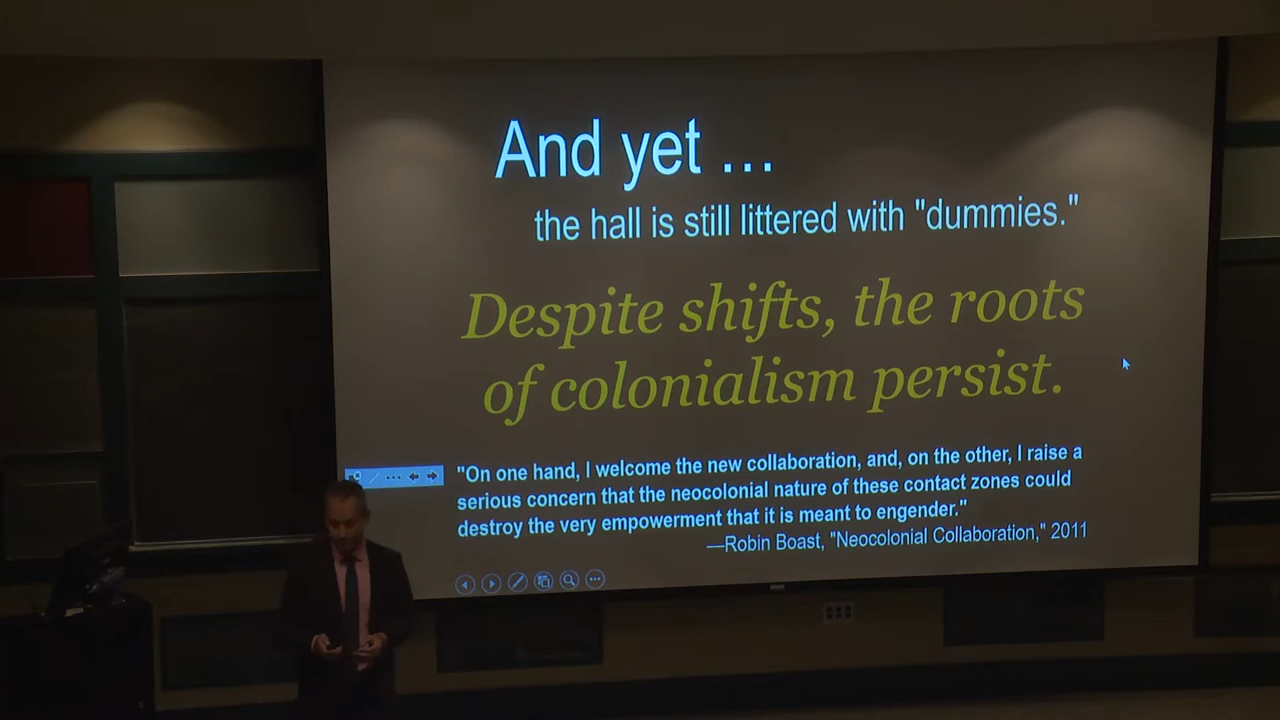 And yet ...
the hall is still littered with "dummies."
Despite shifts, the roots
of colonialism persist.
"On one hand, I welcome the new collaboration, and, on the other, I raise a
serious concern that the neocolonial nature of these contact zones could
destroy the very empowerment that it is meant to engender."
—Robin Boast, "Neocolonial Collaboration," 2011